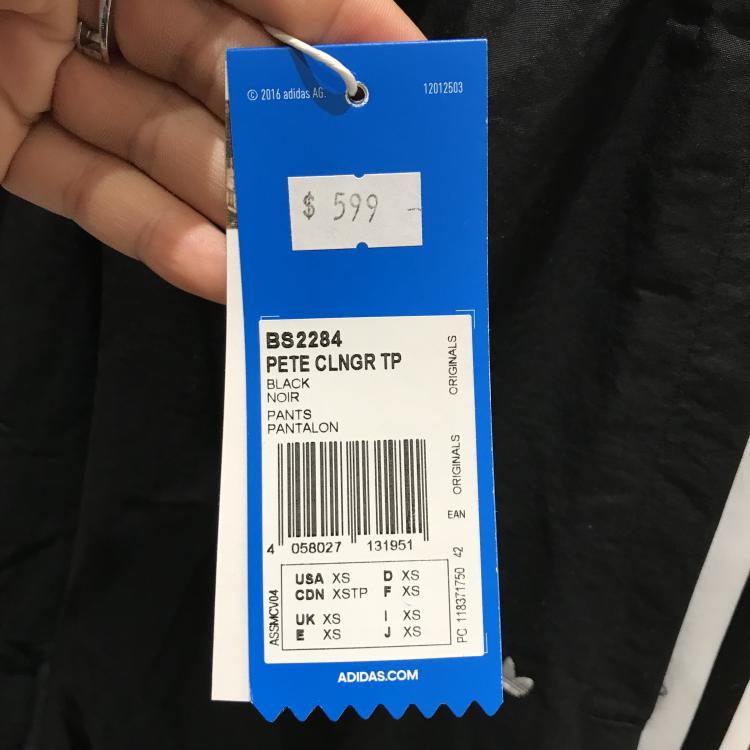 © 2016 adidas AG.
12012503
$ 599 -
BS2284
PETE CLNGR TP
BLACK
NOIR
PANTS
PANTALON
ORIGINALS
ORIGINALS
EAN
4 058027 131951
USA XS D XS
CDN XSTP F XS
UK XS I XS
E XS J XS
ASSMCV04
PC 118371750 42
ADIDAS.COM